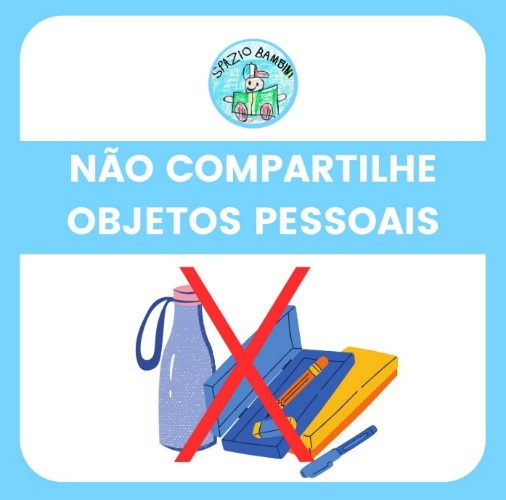 SPAZIO BAMBINI
NÃO COMPARTILHE
OBJETOS PESSOAIS